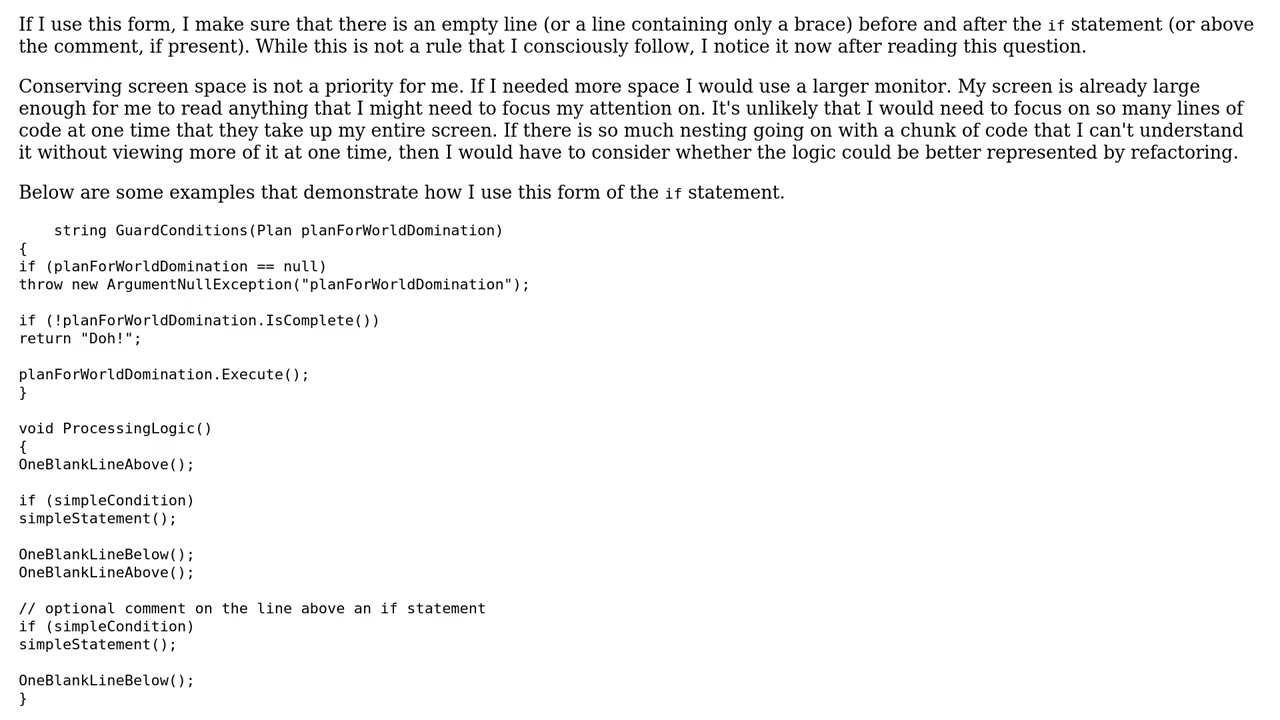 If I use this form, I make sure that there is an empty line (or a line containing only a brace) before and after the if statement (or above
the comment, if present). While this is not a rule that I consciously follow, I notice it now after reading this question.
Conserving screen space is not a priority for me. If I needed more space I would use a larger monitor. My screen is already large
enough for me to read anything that I might need to focus my attention on. It's unlikely that I would need to focus on so many lines of
code at one time that they take up my entire screen. If there is so much nesting going on with a chunk of code that I can't understand
it without viewing more of it at one time, then I would have to consider whether the logic could be better represented by refactoring.
Below are some examples that demonstrate how I use this form of the if statement.
string GuardConditions(Plan planForWorldDomination)
{
if (planForWorldDomination == null)
throw new ArgumentNullException("planForWorldDomination");
if (!planForWorldDomination.IsComplete())
return "Doh!";
planForWorldDomination.Execute();
}
void ProcessingLogic()
{
OneBlankLineAbove();
if (simpleCondition)
simpleStatement();
OneBlankLineBelow();
OneBlankLineAbove();
// optional comment on the line above an if statement
if (simpleCondition)
simpleStatement();
OneBlankLineBelow();
}